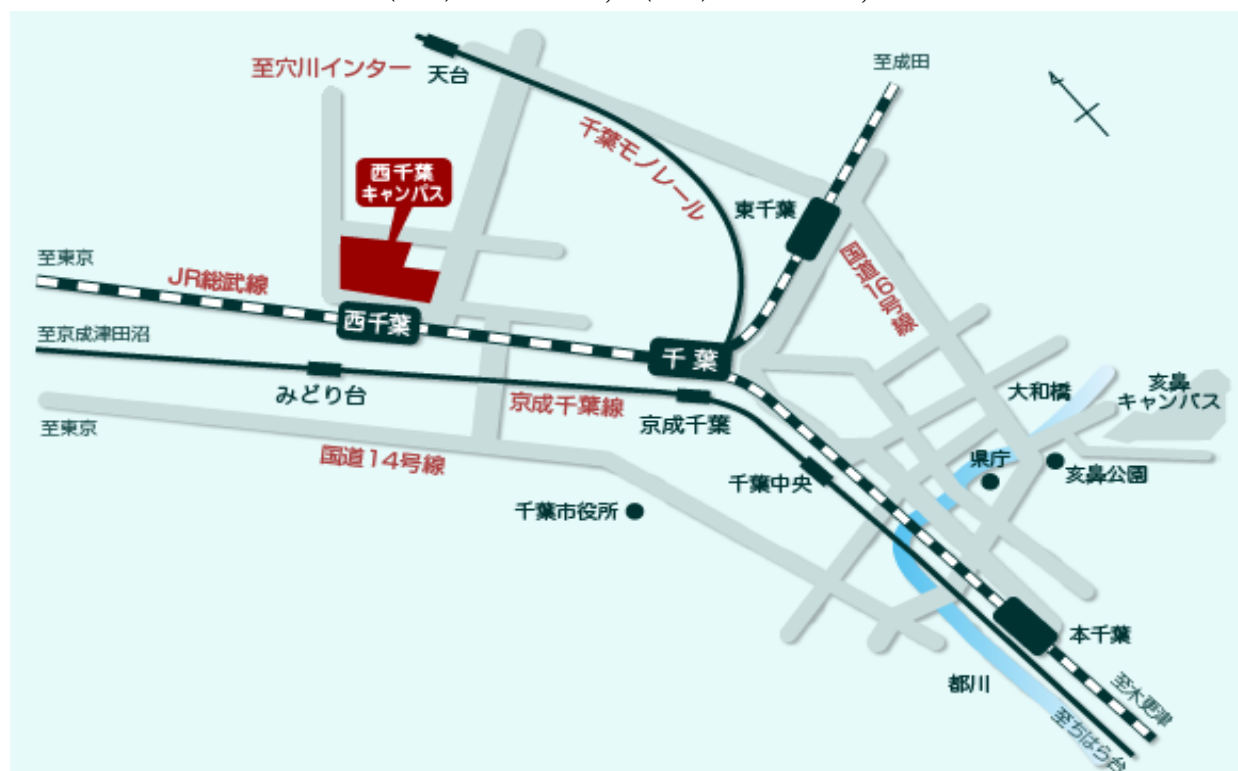 至穴川インター
天台
至成田
千葉モノレール
西千葉
キャンパス
東千葉
国道16号線
至東京
JR総武線
西千葉
至京成津田沼
千葉
みどり台
京成千葉線
京成千葉
大和橋
亥鼻
キャンパス
至東京
国道14号線
千葉中央
県庁
亥鼻公園
千葉市役所
本千葉
都川
至木更津
至ちはら台